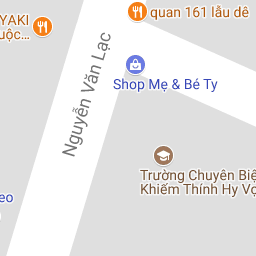 YAKI
quan 161 lẩu dê
uộc...
Nguyễn Văn Lạc
Shop Mẹ & Bé Ty
Trường Chuyên Biệ
Khiếm Thính Hy Vọ
eo